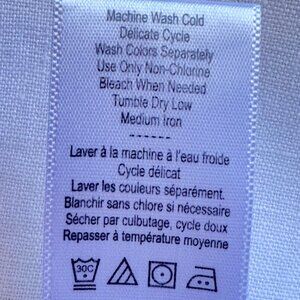 Machine Wash Cold
Delicate Cycle
Wash Colors Separately
Use Only Non-Chlorine
Bleach When Needed
Tumble Dry Low
Medium Iron
------
Laver à la machine à l'eau froide
Cycle délicat
Laver les couleurs séparément.
Blanchir sans chlore si nécessaire
Sécher par culbutage, cycle doux
Repasser à température moyenne
30C